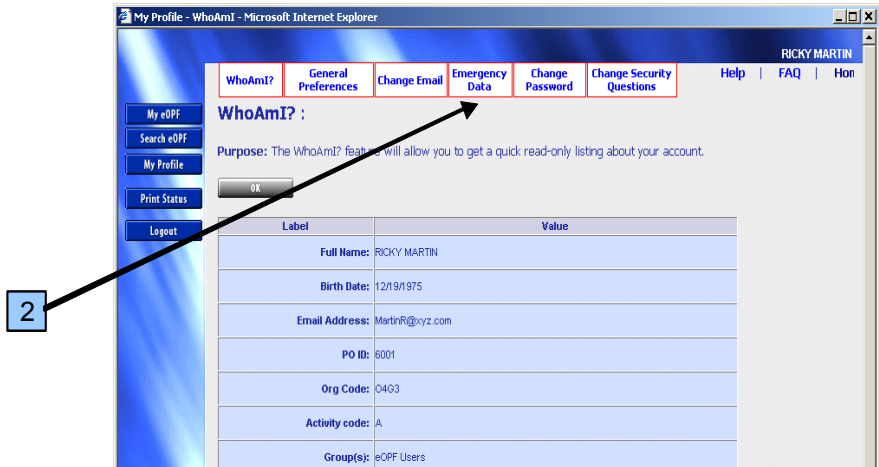 My Profile - WhoAmI - Microsoft Internet Explorer
RICKY MARTIN
WhoAmI?
General
Preferences
Change Email
Emergency
Data
Change
Password
Change Security
Questions
Help | FAQ | Hom
My eOPF
Search eOPF
My Profile
Print Status
Logout
WhoAmI? :
Purpose: The WhoAmI? feature will allow you to get a quick read-only listing about your account.
OK
Label Value
Full Name: RICKY MARTIN
Birth Date: 12/19/1975
Email Address: MartinR@xyz.com
PO ID: 6001
Org Code: O4G3
Activity code: A
Group(s): eOPF Users
2